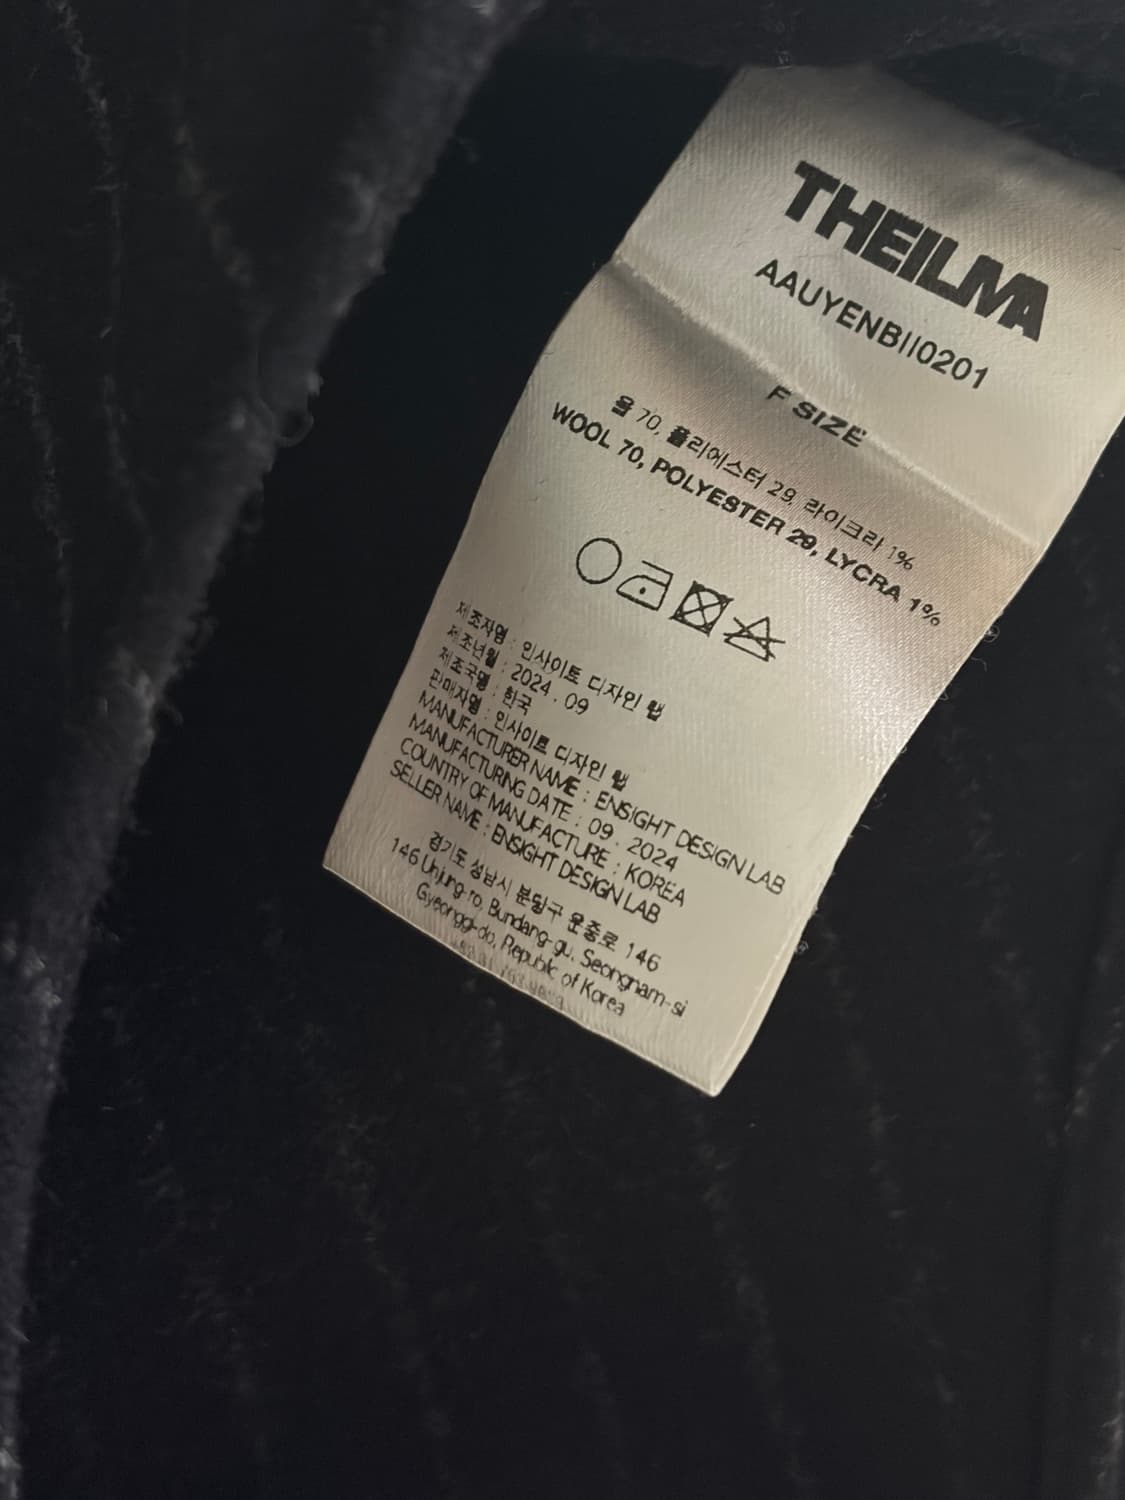 THEILMA
AAUYENBII0201
F SIZE
울 70, 폴리에스터 29, 라이크라 1%
WOOL 70, POLYESTER 29, LYCRA 1%
제조자명 : 인사이트 디자인 랩
제조년월 : 2024 . 09
제조국명 : 한국
판매자명 : 인사이트 디자인 랩
MANUFACTURER NAME : ENSIGHT DESIGN LAB
MANUFACTURING DATE : 09 . 2024
COUNTRY OF MANUFACTURE : KOREA
SELLER NAME : ENSIGHT DESIGN LAB
경기도 성남시 분당구 운중로 146
146 Unjung-ro, Bundang-gu, Seongnam-si
Gyeonggi-do, Republic of Korea